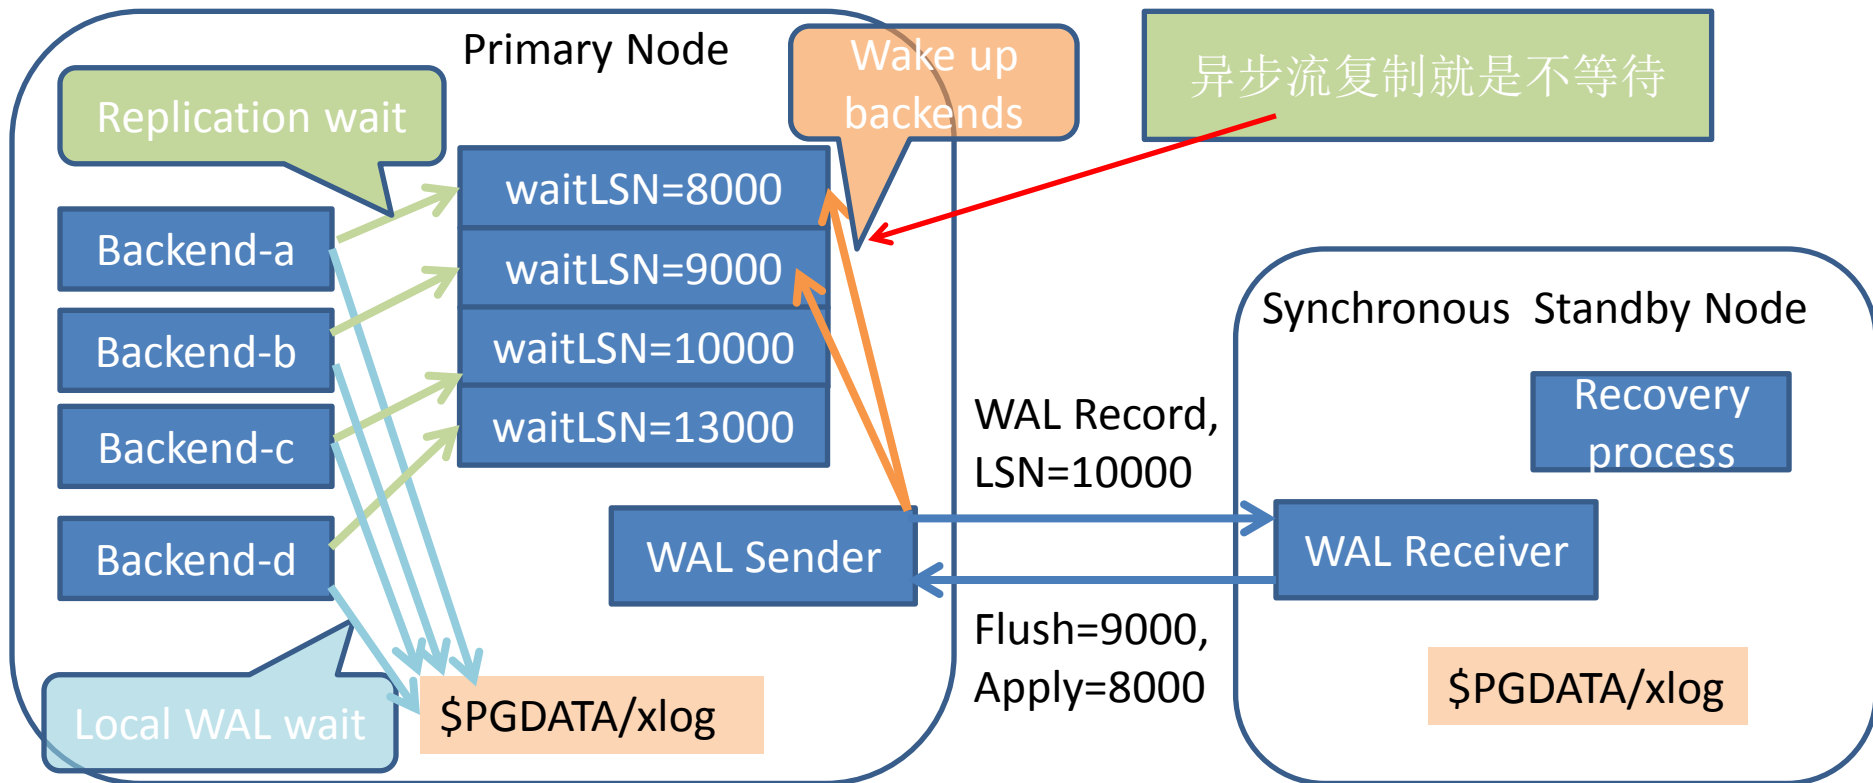 Primary Node
Wake up
backends
异步流复制就是不等待
Replication wait
waitLSN=8000
waitLSN=9000
waitLSN=10000
waitLSN=13000
Backend-a
Backend-b
Backend-c
Backend-d
WAL Sender
Local WAL wait
$PGDATA/xlog
WAL Record,
LSN=10000
Flush=9000,
Apply=8000
Synchronous Standby Node
Recovery
process
WAL Receiver
$PGDATA/xlog